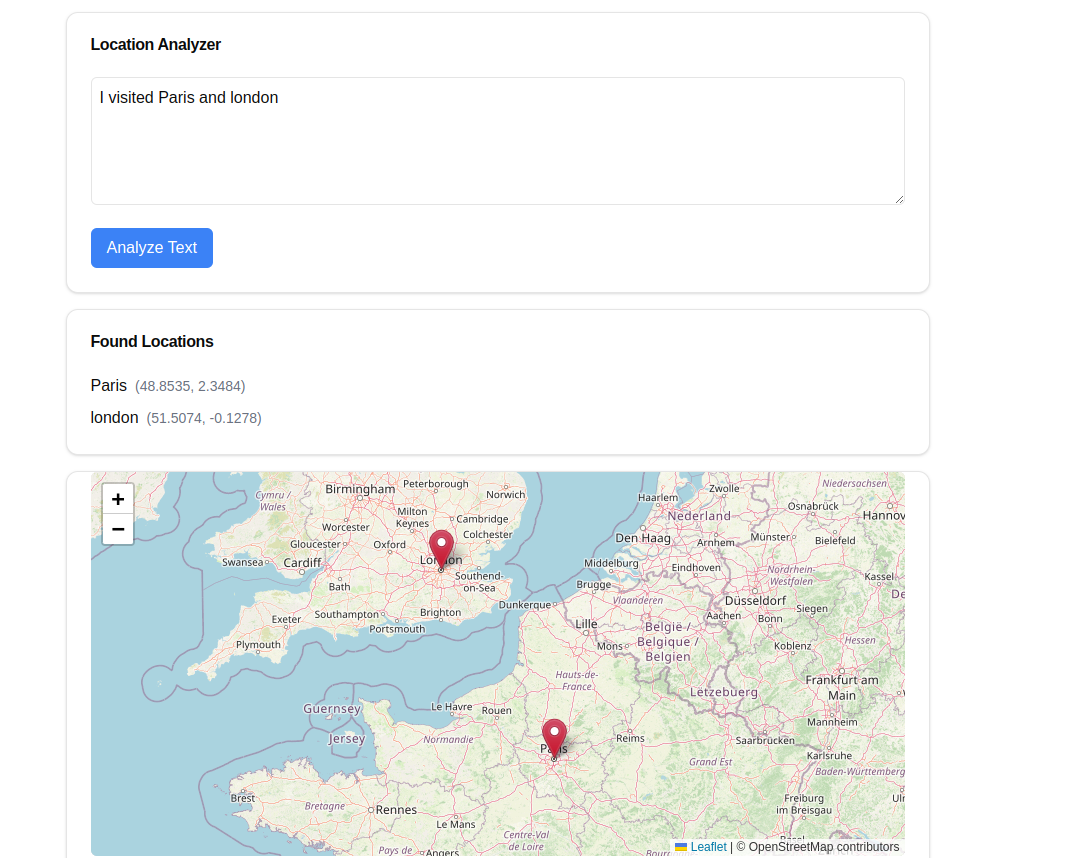 Location Analyzer
I visited Paris and london
Analyze Text
Found Locations
Paris (48.8535, 2.3484)
london (51.5074, -0.1278)
+
−
Cymru /
Wales
Birmingham
Peterborough
Norwich
Worcester
Milton
Keynes
Cambridge
Colchester
Gloucester
Oxford
Swansea
Cardiff
Bath
Southend-
on-Sea
Exeter
Southampton
Brighton
Portsmouth
Plymouth
Haarlem
Zwolle
Niedersachsen
Osnabrück
Nederland
Den Haag
Arnhem
Münster
Bielefeld
Middelburg
Eindhoven
Nordrhein-
Westfalen
Kassel
Brugge
Vlaanderen
Düsseldorf
Dunkerque
Aachen
Bonn
Siegen
Lille
België /
Belgique /
Belgien
Mons
Koblenz
Hessen
Hauts-de-
France
Lëtzebuerg
Frankfurt am
Main
Guernsey
Jersey
Le Havre
Rouen
Normandie
Reims
Saarbrücken
Mannheim
Karlsruhe
Grand Est
Baden-Württemberg
Brest
Bretagne
Rennes
Le Mans
Freiburg
im Breisgau
Centre-Val
de Loire
Pays de
Angers
Leaflet | © OpenStreetMap contributors